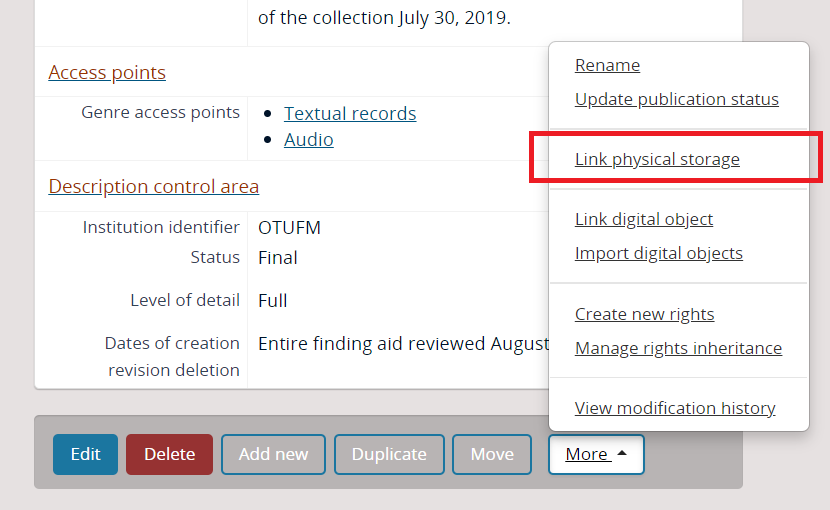 of the collection July 30, 2019.
Access points
Genre access points
Textual records
Audio
Description control area
Institution identifier OTUFM
Status Final
Level of detail Full
Dates of creation Entire finding aid reviewed August
revision deletion
Rename
Update publication status
Link physical storage
Link digital object
Import digital objects
Create new rights
Manage rights inheritance
View modification history
Edit Delete Add new Duplicate Move More